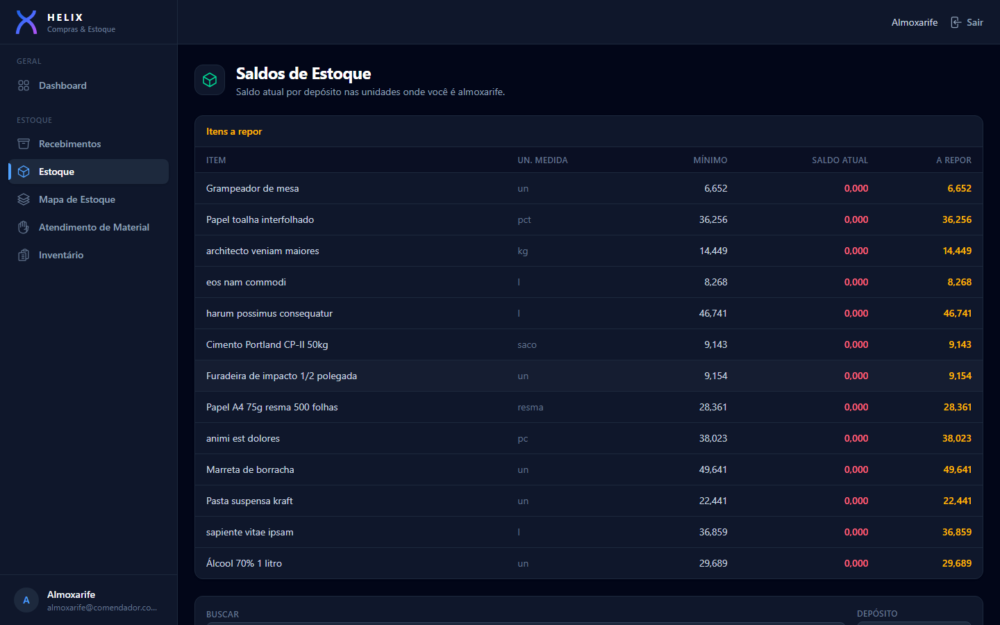 HELIX
Compras & Estoque
Almoxarife
Sair
GERAL
Dashboard
ESTOQUE
Recebimentos
Estoque
Mapa de Estoque
Atendimento de Material
Inventário
Almoxarife
almoxarife@comendador.co...
A
Saldos de Estoque
Saldo atual por depósito nas unidades onde você é almoxarife.
Itens a repor
ITEM UN. MEDIDA MÍNIMO SALDO ATUAL A REPOR
Grampeador de mesa un 6,652 0,000 6,652
Papel toalha interfolhado pct 36,256 0,000 36,256
architecto veniam maiores kg 14,449 0,000 14,449
eos nam commodi l 8,268 0,000 8,268
harum possimus consequatur l 46,741 0,000 46,741
Cimento Portland CP-II 50kg saco 9,143 0,000 9,143
Furadeira de impacto 1/2 polegada un 9,154 0,000 9,154
Papel A4 75g resma 500 folhas resma 28,361 0,000 28,361
animi est dolores pc 38,023 0,000 38,023
Marreta de borracha un 49,641 0,000 49,641
Pasta suspensa kraft un 22,441 0,000 22,441
sapiente vitae ipsam l 36,859 0,000 36,859
Álcool 70% 1 litro un 29,689 0,000 29,689
BUSCAR DEPÓSITO